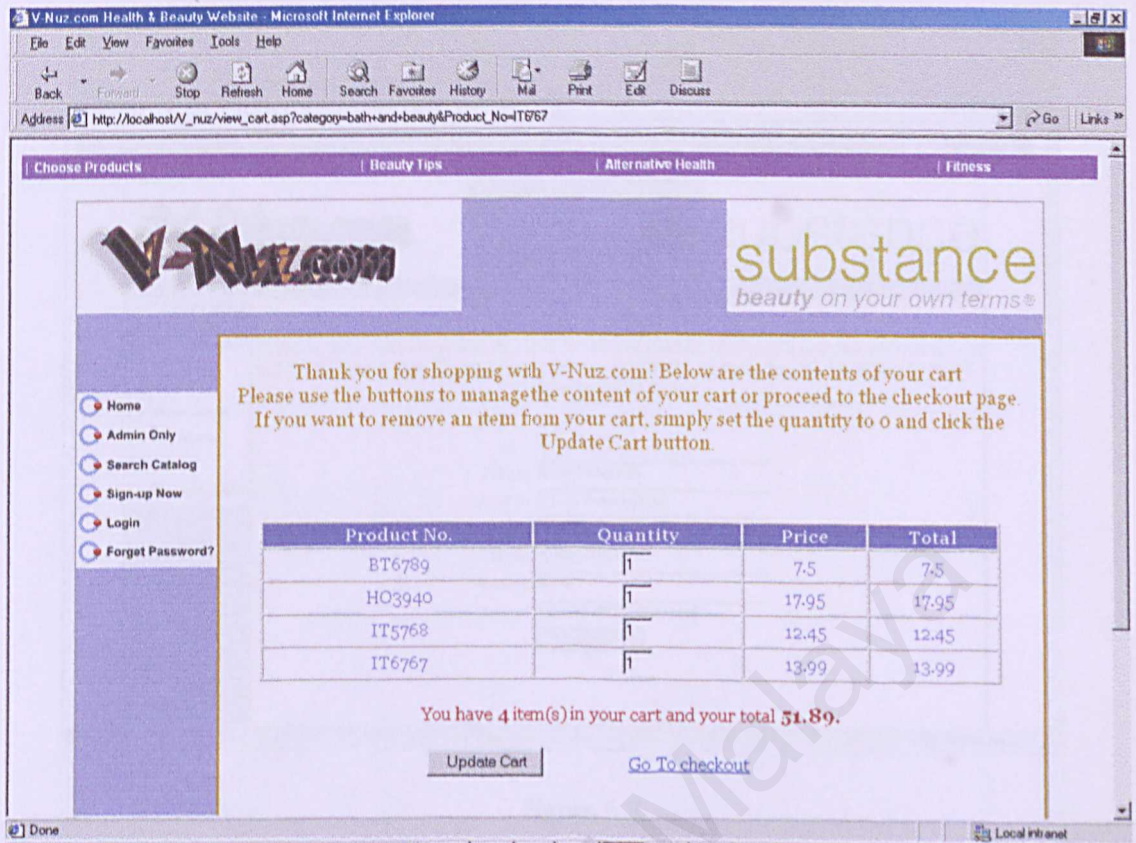 V-Nuz.com Health & Beauty Website - Microsoft Internet Explorer
File Edit View Favorites Tools Help
Back Forward Stop Refresh Home Search Favorites History Mail Print Edit Discuss
Address http://localhost/V_nuz/view_cart.asp?category=bath+and+beauty&Product_No=IT6767 Go Links »
| Choose Products | Beauty Tips | Alternative Health | Fitness
V-Nuz.com
substance
beauty on your own terms
Thank you for shopping with V-Nuz.com! Below are the contents of your cart
Please use the buttons to managethe content of your cart or proceed to the checkout page.
If you want to remove an item from your cart, simply set the quantity to 0 and click the
Update Cart button.
Home
Admin Only
Search Catalog
Sign-up Now
Login
Forget Password?
Product No. Quantity Price Total
BT6789 1 7.5 7.5
HO3940 1 17.95 17.95
IT5768 1 12.45 12.45
IT6767 1 13.99 13.99
You have 4 item(s) in your cart and your total 51.89.
Update Cart Go To checkout
Malaya
Done Local intranet